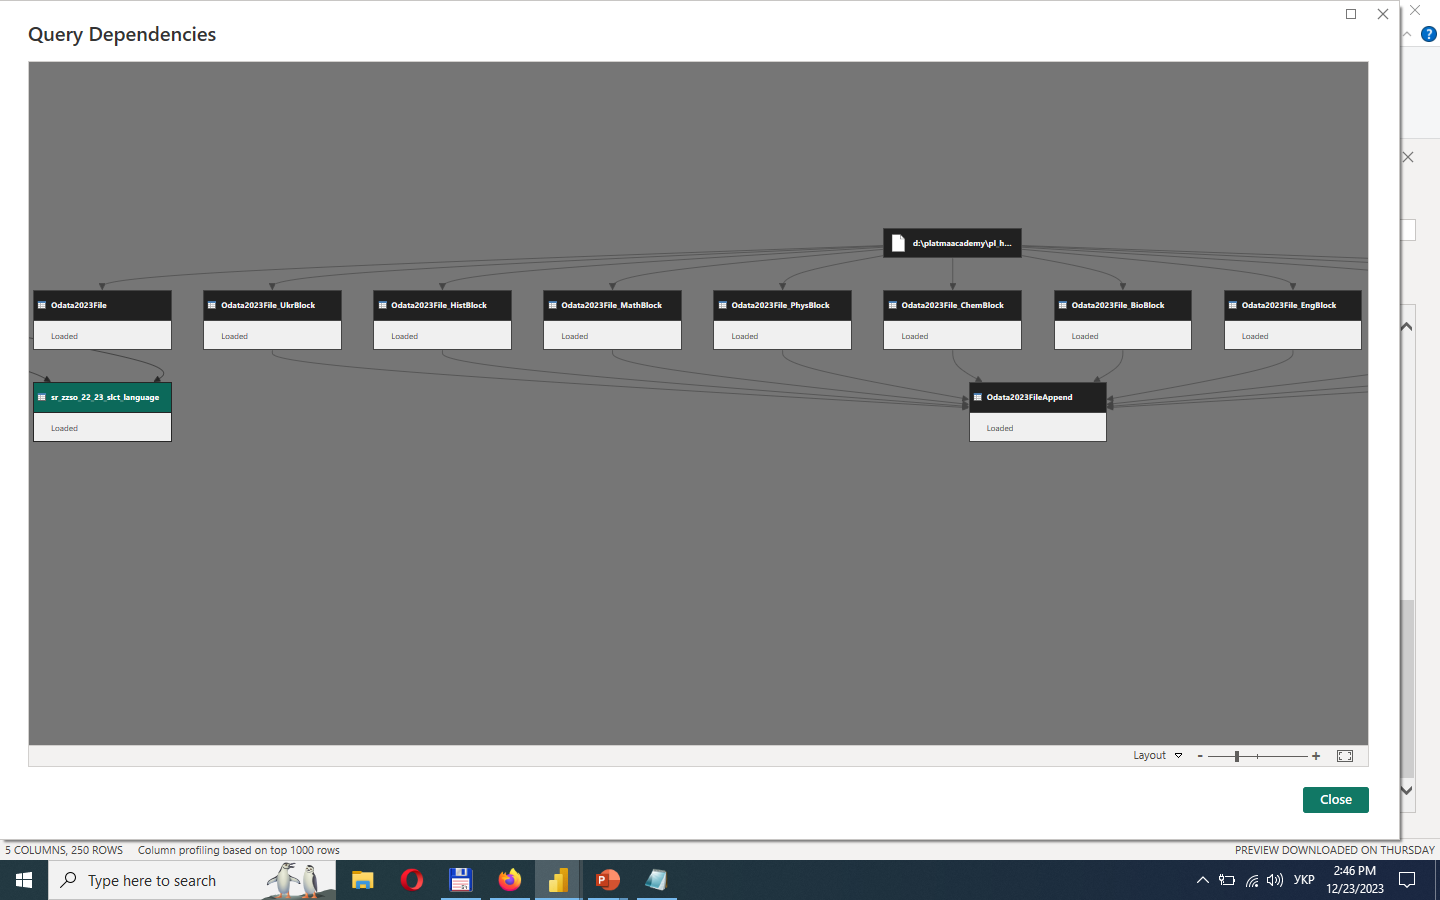 Query Dependencies
d:\platmaacademy\pl_h...
Odata2023File
Loaded
Odata2023File_UkrBlock
Loaded
Odata2023File_HistBlock
Loaded
Odata2023File_MathBlock
Loaded
Odata2023File_PhysBlock
Loaded
Odata2023File_ChemBlock
Loaded
Odata2023File_BioBlock
Loaded
Odata2023File_EngBlock
Loaded
sr_zzso_22_23_slct_language
Loaded
Odata2023FileAppend
Loaded
Layout
- +
Close
5 COLUMNS, 250 ROWS
Column profiling based on top 1000 rows
PREVIEW DOWNLOADED ON THURSDAY
Type here to search
УКР
2:46 PM
12/23/2023